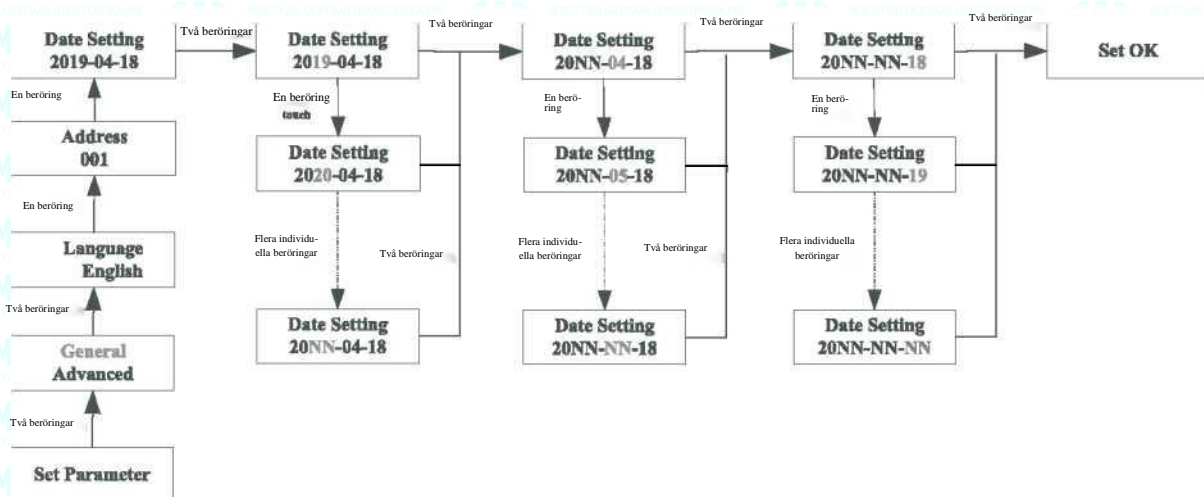 Två beröringar
Två beröringar
Två beröringar
Två beröringar
Date Setting
2019-04-18
Date Setting
2019-04-18
Date Setting
20NN-04-18
Date Setting
20NN-NN-18
Set OK
En beröring
En beröring
touch
En berö-
ring
En berö-
ring
Address
001
Date Setting
2020-04-18
Date Setting
20NN-05-18
Date Setting
20NN-NN-19
En beröring
Language
English
Flera individu-
ella beröringar
Två beröringar
Flera individu-
ella beröringar
Två beröringar
Flera individuella
beröringar
Två beröringar
General
Advanced
Date Setting
20NN-04-18
Date Setting
20NN-NN-18
Date Setting
20NN-NN-NN
Två beröringar
Set Parameter